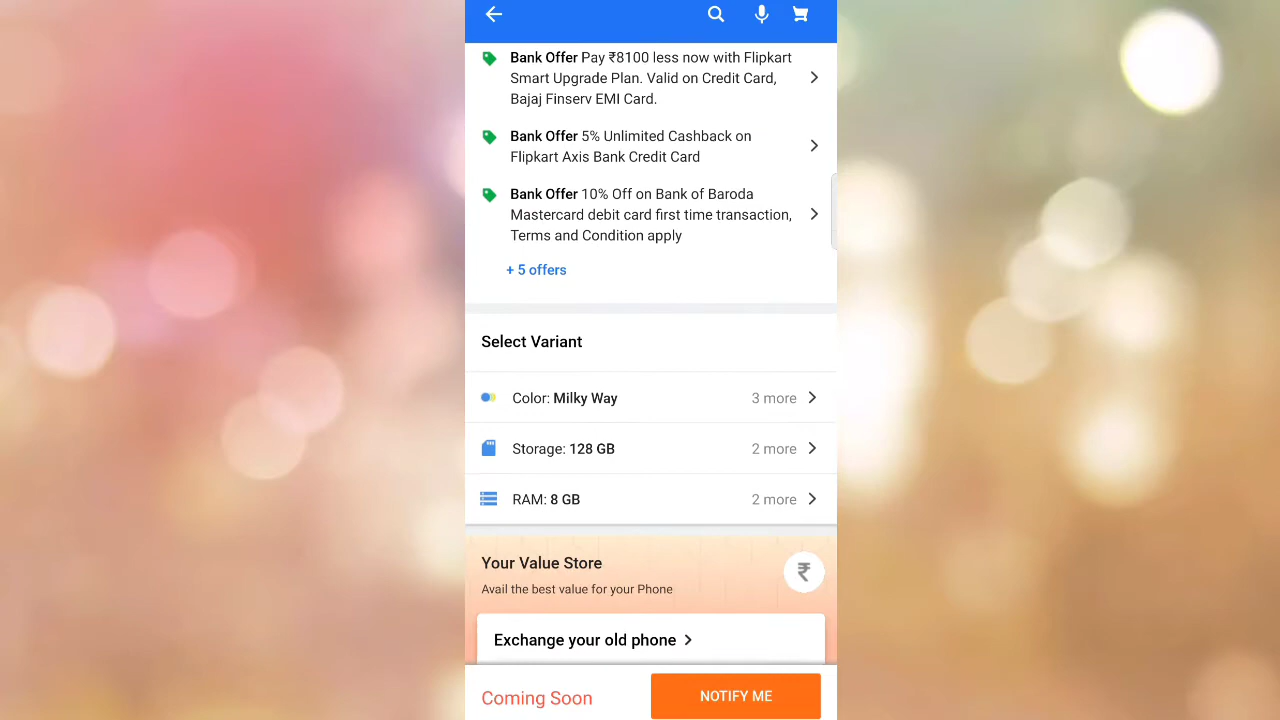 Bank Offer Pay ₹8100 less now with Flipkart
Smart Upgrade Plan. Valid on Credit Card,
Bajaj Finserv EMI Card.
Bank Offer 5% Unlimited Cashback on
Flipkart Axis Bank Credit Card
Bank Offer 10% Off on Bank of Baroda
Mastercard debit card first time transaction,
Terms and Condition apply
+ 5 offers
Select Variant
Color: Milky Way 3 more
Storage: 128 GB 2 more
RAM: 8 GB 2 more
Your Value Store
₹
Avail the best value for your Phone
Exchange your old phone
Coming Soon NOTIFY ME